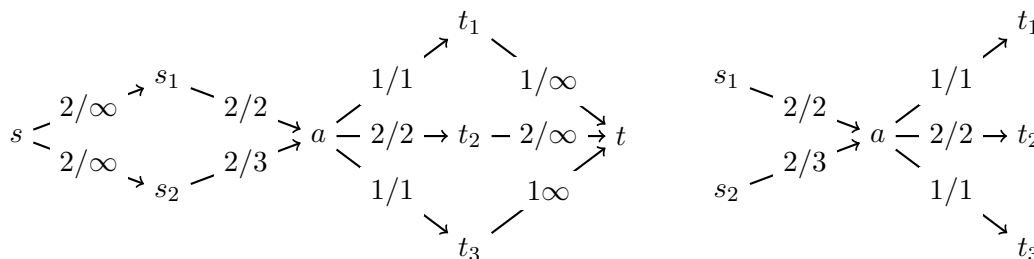 t₁ t₁
s₁ 1/1 1/∞ s₁ 1/1
2/∞ 2/2 2/2
s a 2/2 t₂ 2/∞ t a 2/2 t₂
2/∞ 2/3 2/3
s₂ 1/1 1∞ s₂ 1/1
t₃ t₃